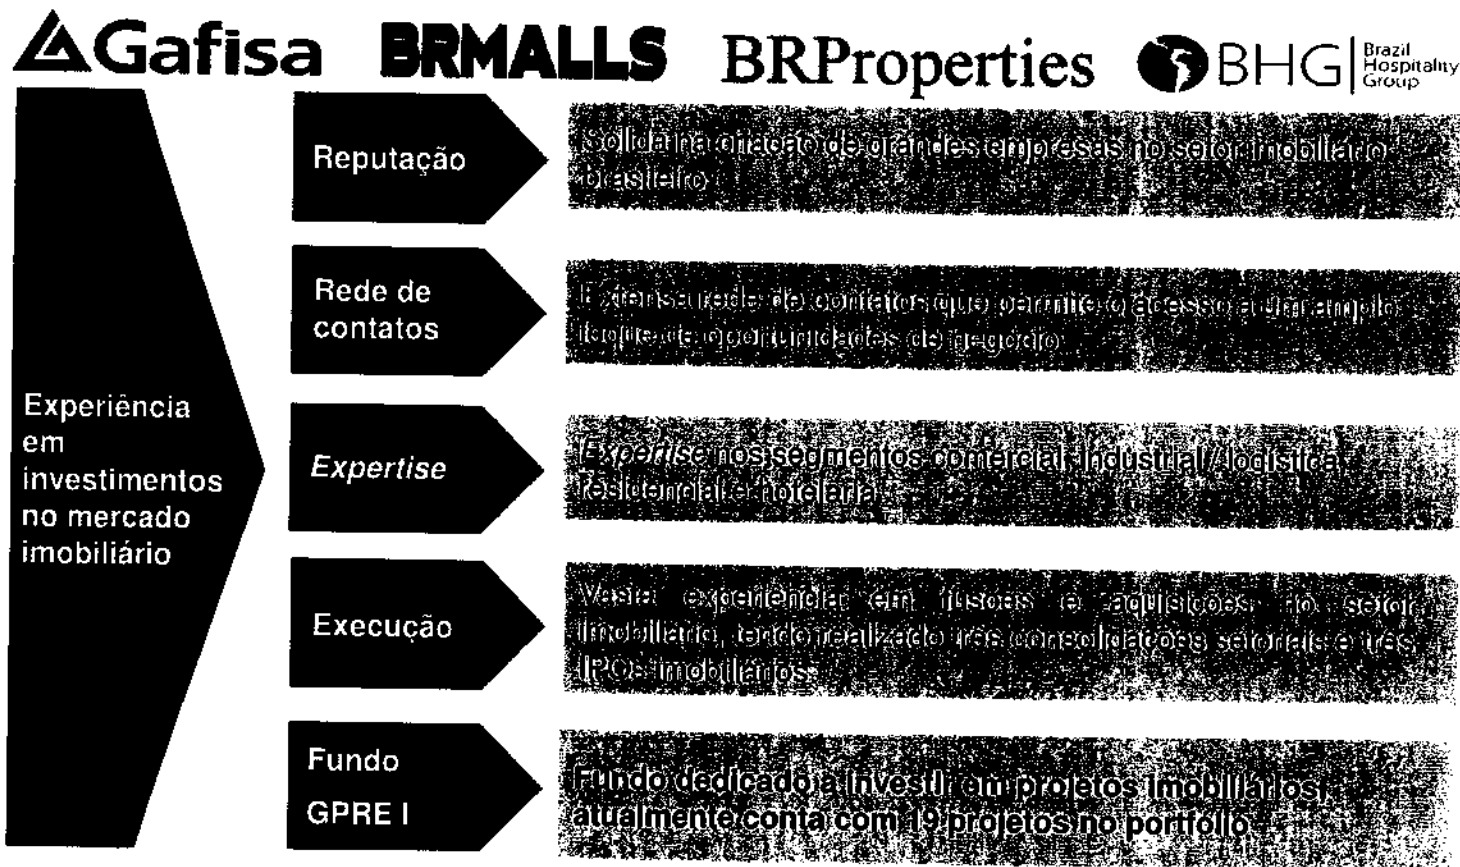 Gafisa BRMALLS BRProperties BHG Brazil
Hospitality
Group
Experiência
em
investimentos
no mercado
imobiliário
Reputação
Sólida na criação de grandes empresas no setor imobiliário
brasileiro
Rede de
contatos
Extensa rede de contatos que permite o acesso a um amplo
leque de oportunidades de negócio
Expertise
Expertise nos segmentos comercial, industrial / logística,
residencial e hotelaria
Execução
Vasta experiência em fusões e aquisições no setor
imobiliário, tendo realizado três consolidações setoriais e três
IPOs imobiliários
Fundo
GPRE I
Fundo dedicado a investir em projetos imobiliários,
atualmente conta com 19 projetos no portfolio